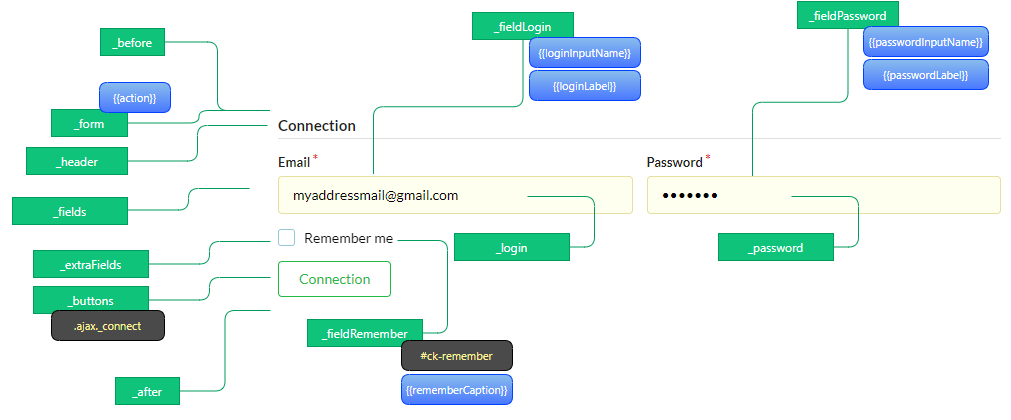 _fieldLogin
_fieldPassword
_before
{{loginInputName}}
{{passwordInputName}}
{{loginLabel}}
{{passwordLabel}}
{{action}}
_form
Connection
_header
Email *
Password *
myaddressmail@gmail.com
•••••••
_fields
Remember me
_login
_password
_extraFields
Connection
_buttons
.ajax._connect
_fieldRemember
#ck-remember
_after
{{rememberCaption}}